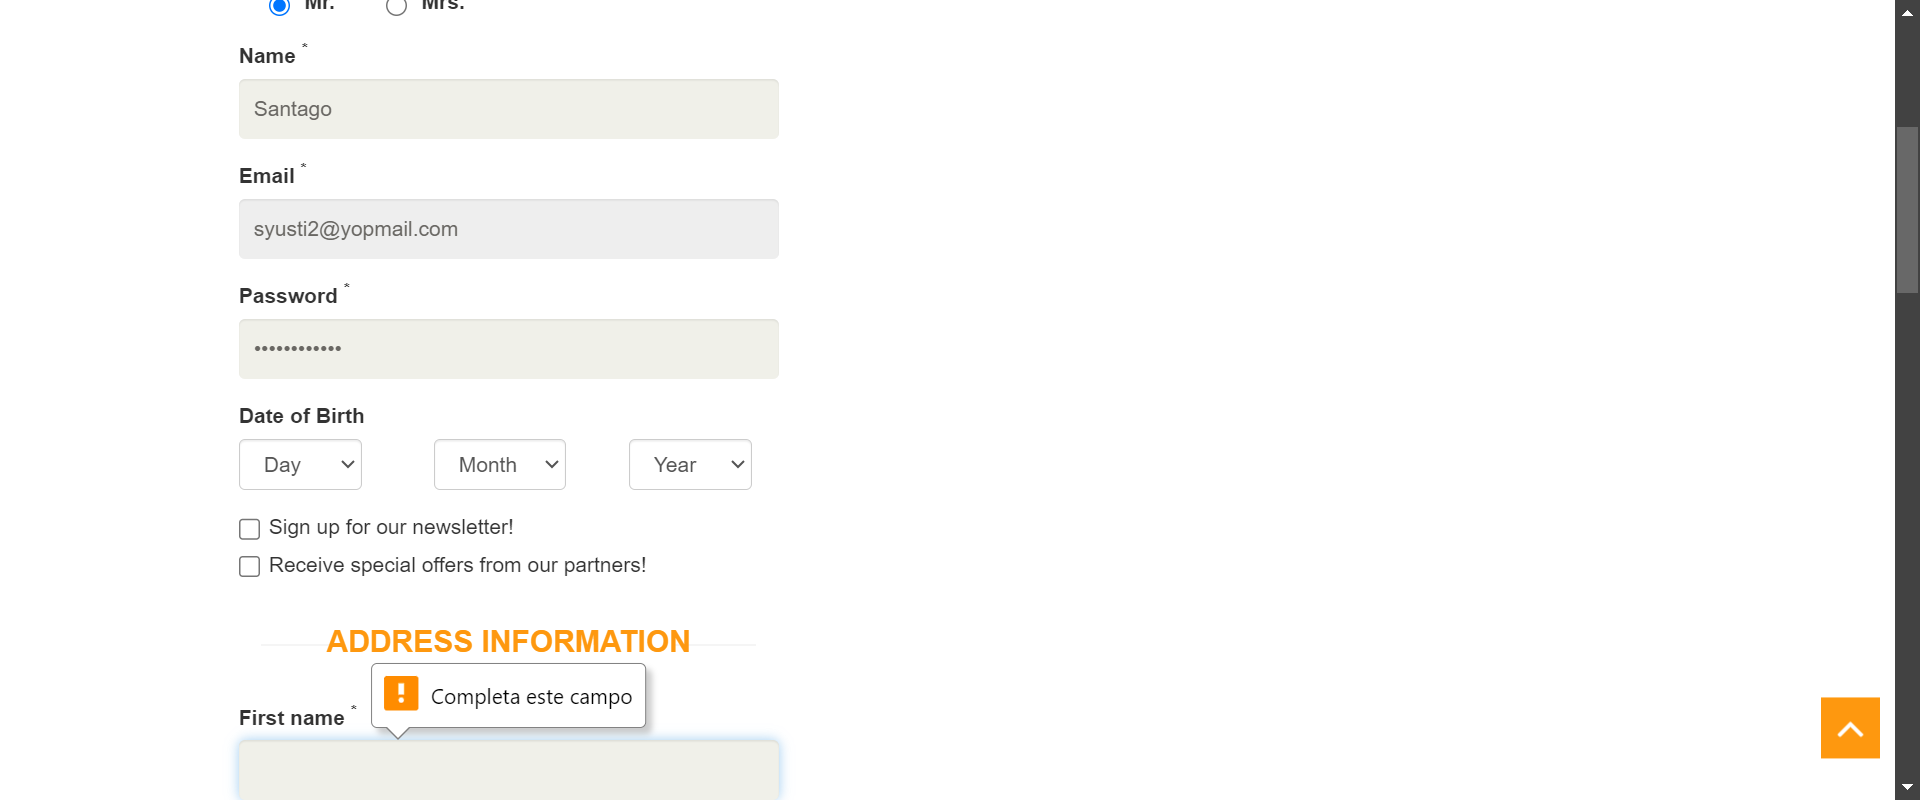 Mr. Mrs.
Name *
Santago
Email *
syusti2@yopmail.com
Password *
••••••••••••
Date of Birth
Day Month Year
Sign up for our newsletter!
Receive special offers from our partners!
ADDRESS INFORMATION
Completa este campo
First name *